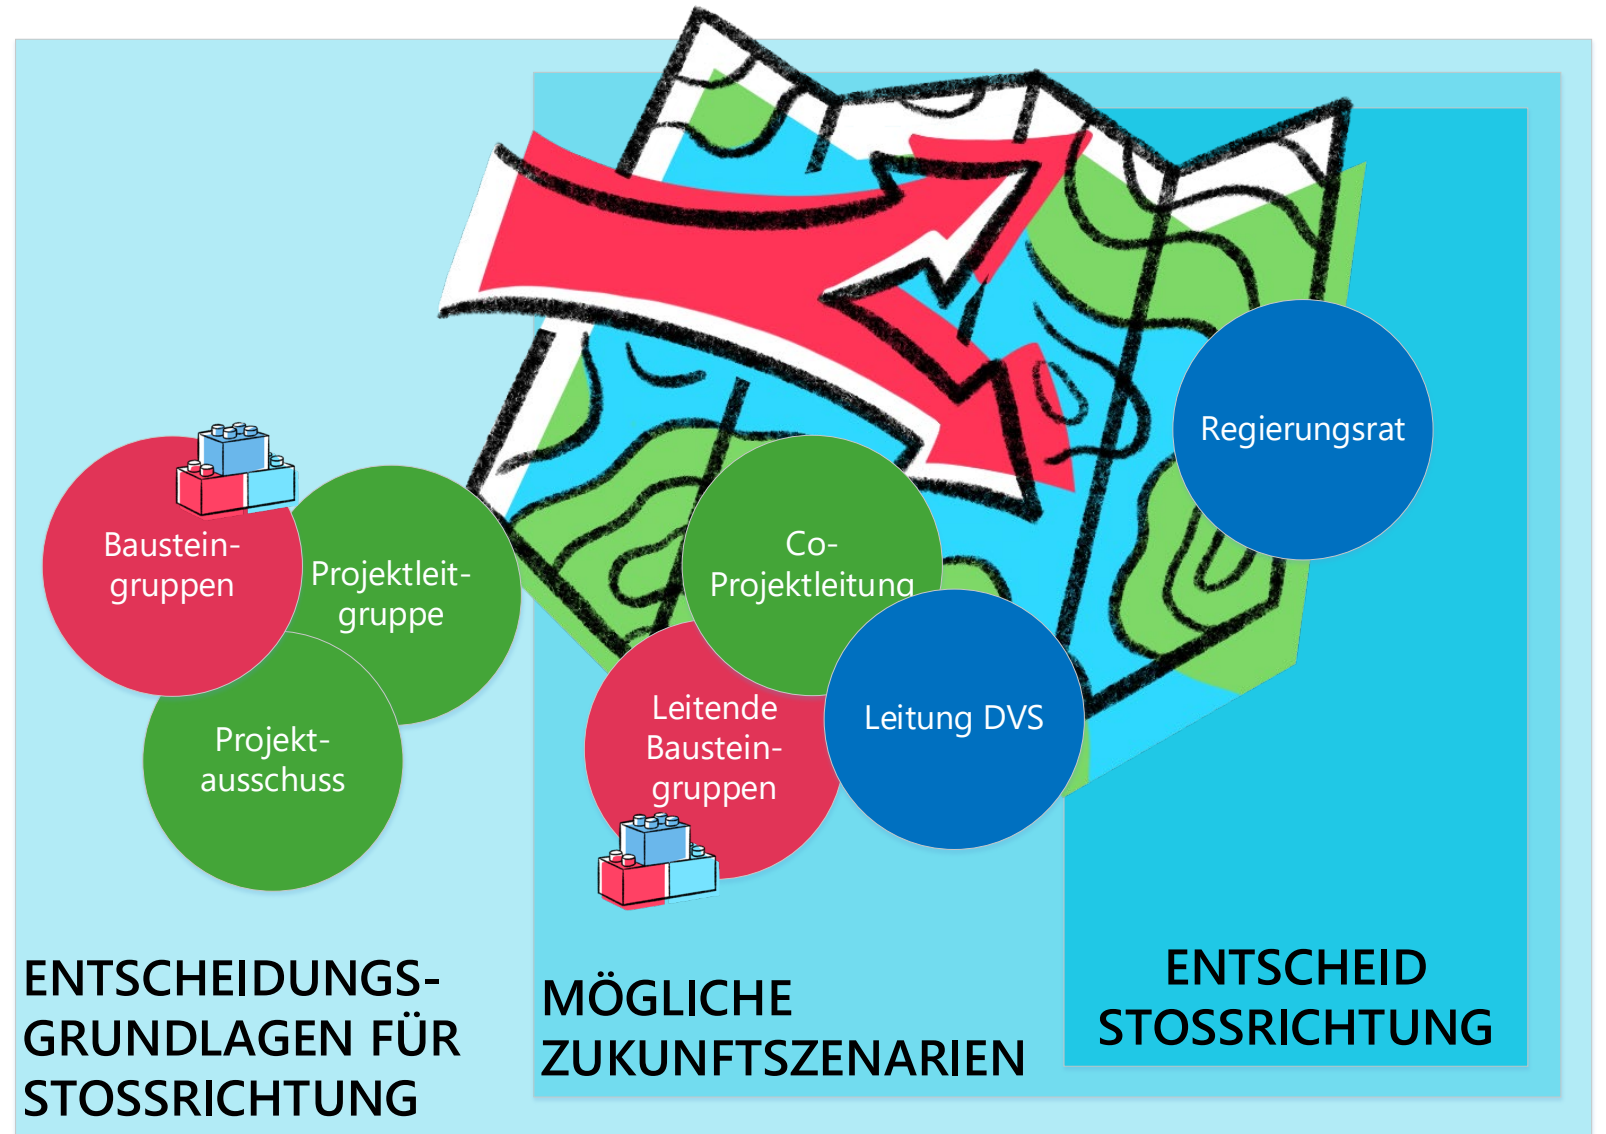 Baustein-
gruppen
Projektleit-
gruppe
Projekt-
ausschuss
ENTSCHEIDUNGS-
GRUNDLAGEN FÜR
STOSSRICHTUNG
Co-
Projektleitung
Leitende
Baustein-
gruppen
Leitung DVS
MÖGLICHE
ZUKUNFTSZENARIEN
Regierungsrat
ENTSCHEID
STOSSRICHTUNG